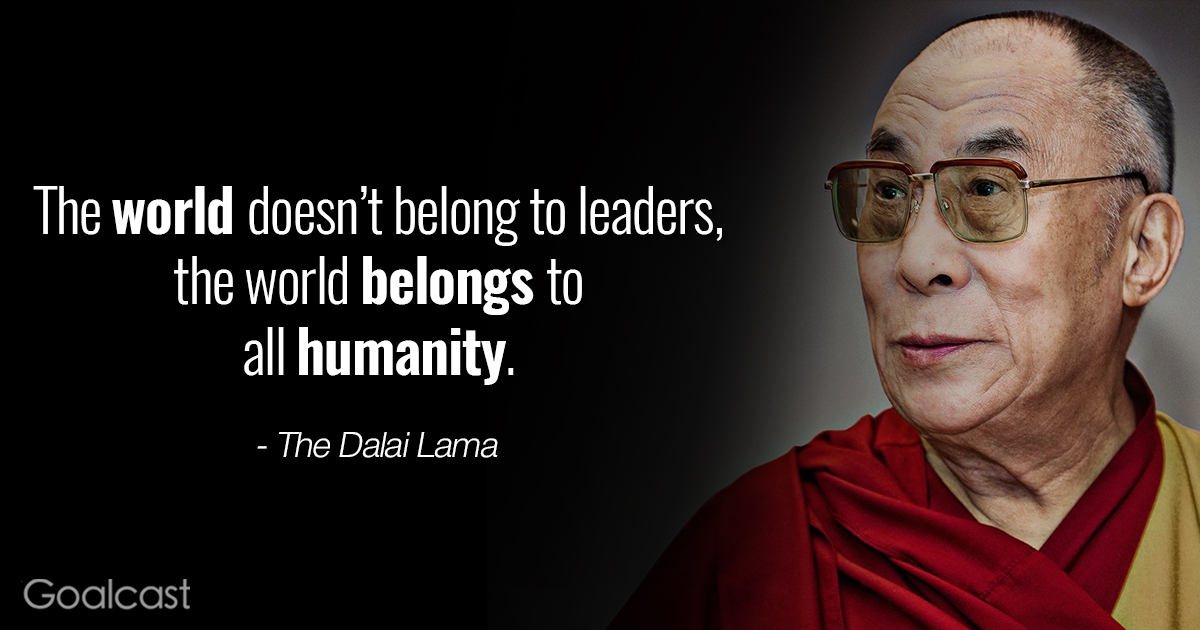 The world doesn’t belong to leaders,
the world belongs to
all humanity.
- The Dalai Lama
Goalcast